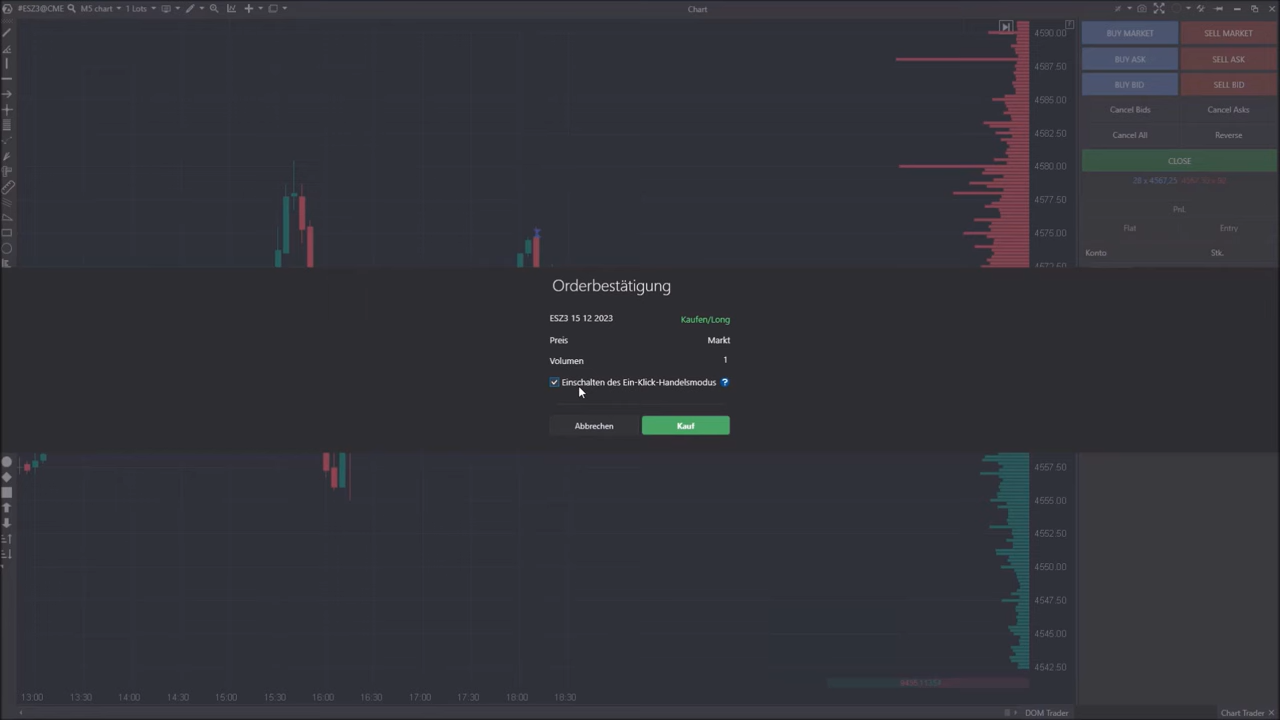 #ESZ3@CME M5 chart 1 Lots Chart
4590.00
4587.50
4585.00
4582.50
4580.00
4577.50
4575.00
BUY MARKET SELL MARKET
BUY ASK SELL ASK
BUY BID SELL BID
Cancel Bids Cancel Asks
Cancel All Reverse
CLOSE
PnL
Flat Entry
Konto Stk.
Orderbestätigung
ESZ3 15 12 2023 Kaufen/Long
Preis Markt
Volumen 1
Einschalten des Ein-Klick-Handelsmodus ?
Abbrechen Kauf
4557.50
4555.00
4552.50
4550.00
4547.50
4545.00
4542.50
13:00 13:30 14:00 14:30 15:00 15:30 16:00 16:30 17:00 17:30 18:00 18:30
DOM Trader Chart Trader